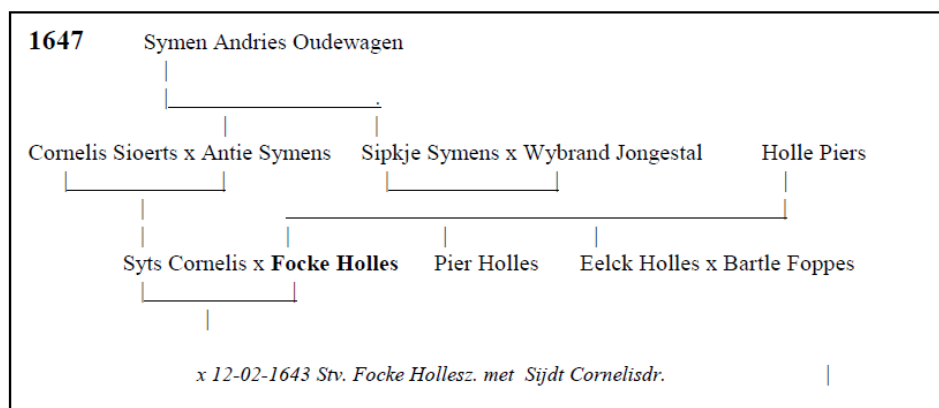 1647 Symen Andries Oudewagen
Cornelis Sioerts x Antie Symens Sipkje Symens x Wybrand Jongestal Holle Piers
Syts Cornelis x Focke Holles Pier Holles Eelck Holles x Bartle Foppes
x 12-02-1643 Stv. Focke Hollesz. met Sijdt Cornelisdr.